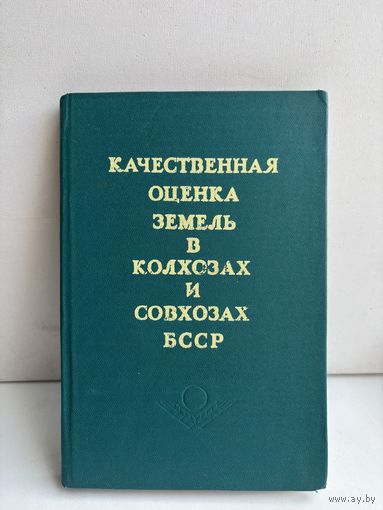 КАЧЕСТВЕННАЯ
ОЦЕНКА
ЗЕМЕЛЬ
В
КОЛХОЗАХ
И
СОВХОЗАХ
БССР
www.ay.by